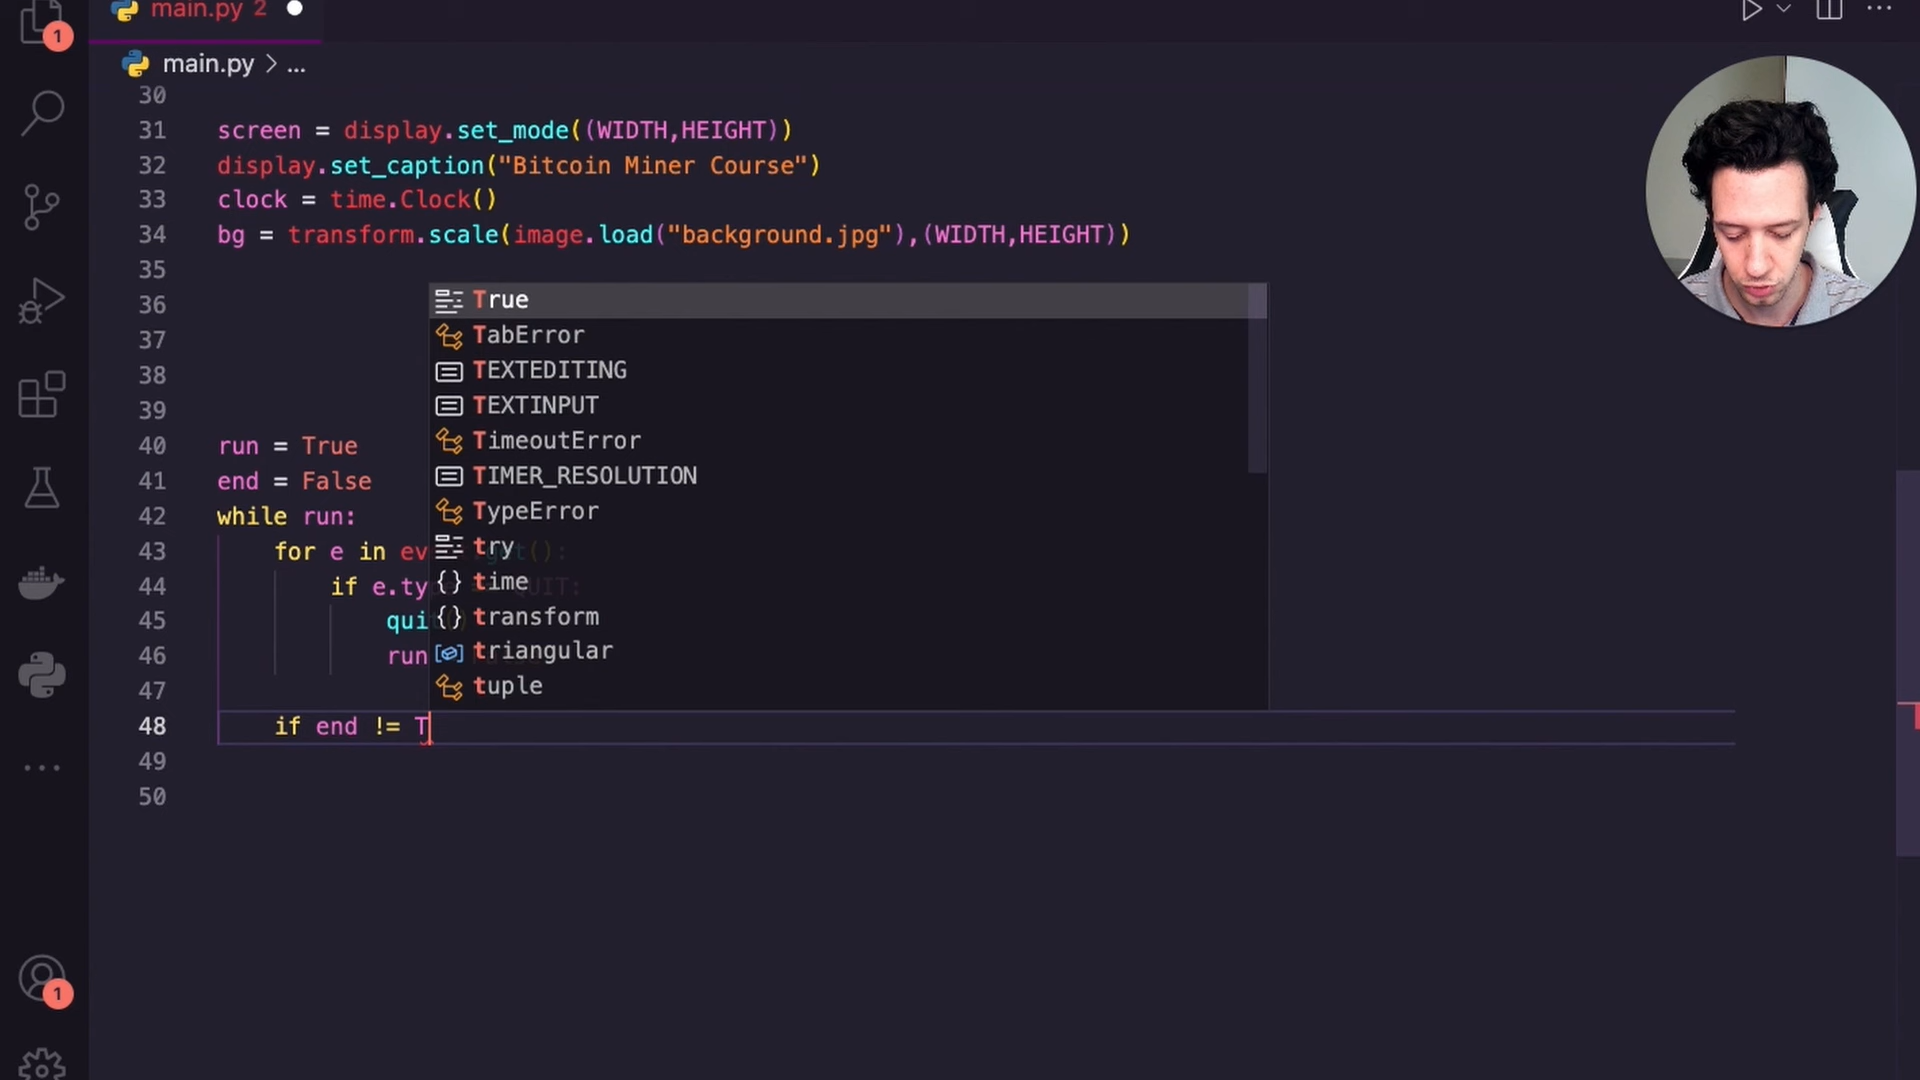 main.py 2
1
main.py > ...
30
31 screen = display.set_mode((WIDTH,HEIGHT))
32 display.set_caption("Bitcoin Miner Course")
33 clock = time.Clock()
34 bg = transform.scale(image.load("background.jpg"),(WIDTH,HEIGHT))
35
36 True
37 TabError
38 TEXTEDITING
39 TEXTINPUT
40 run = True TimeoutError
41 end = False TIMER_RESOLUTION
42 while run: TypeError
43 for e in ev try get():
44 if e.ty time QUIT:
45 qui transform
46 run triangular
47 tuple
48 if end != T
49
50
1